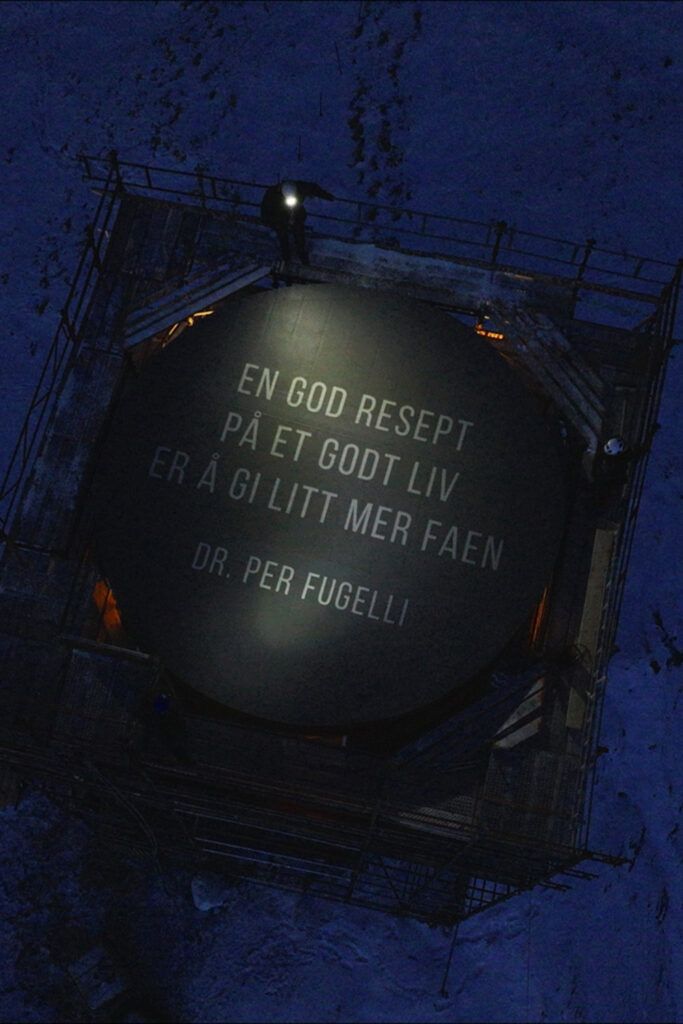 EN GOD RESEPT
PÅ ET GODT LIV
ER Å GI LITT MER FAEN
DR. PER FUGELLI